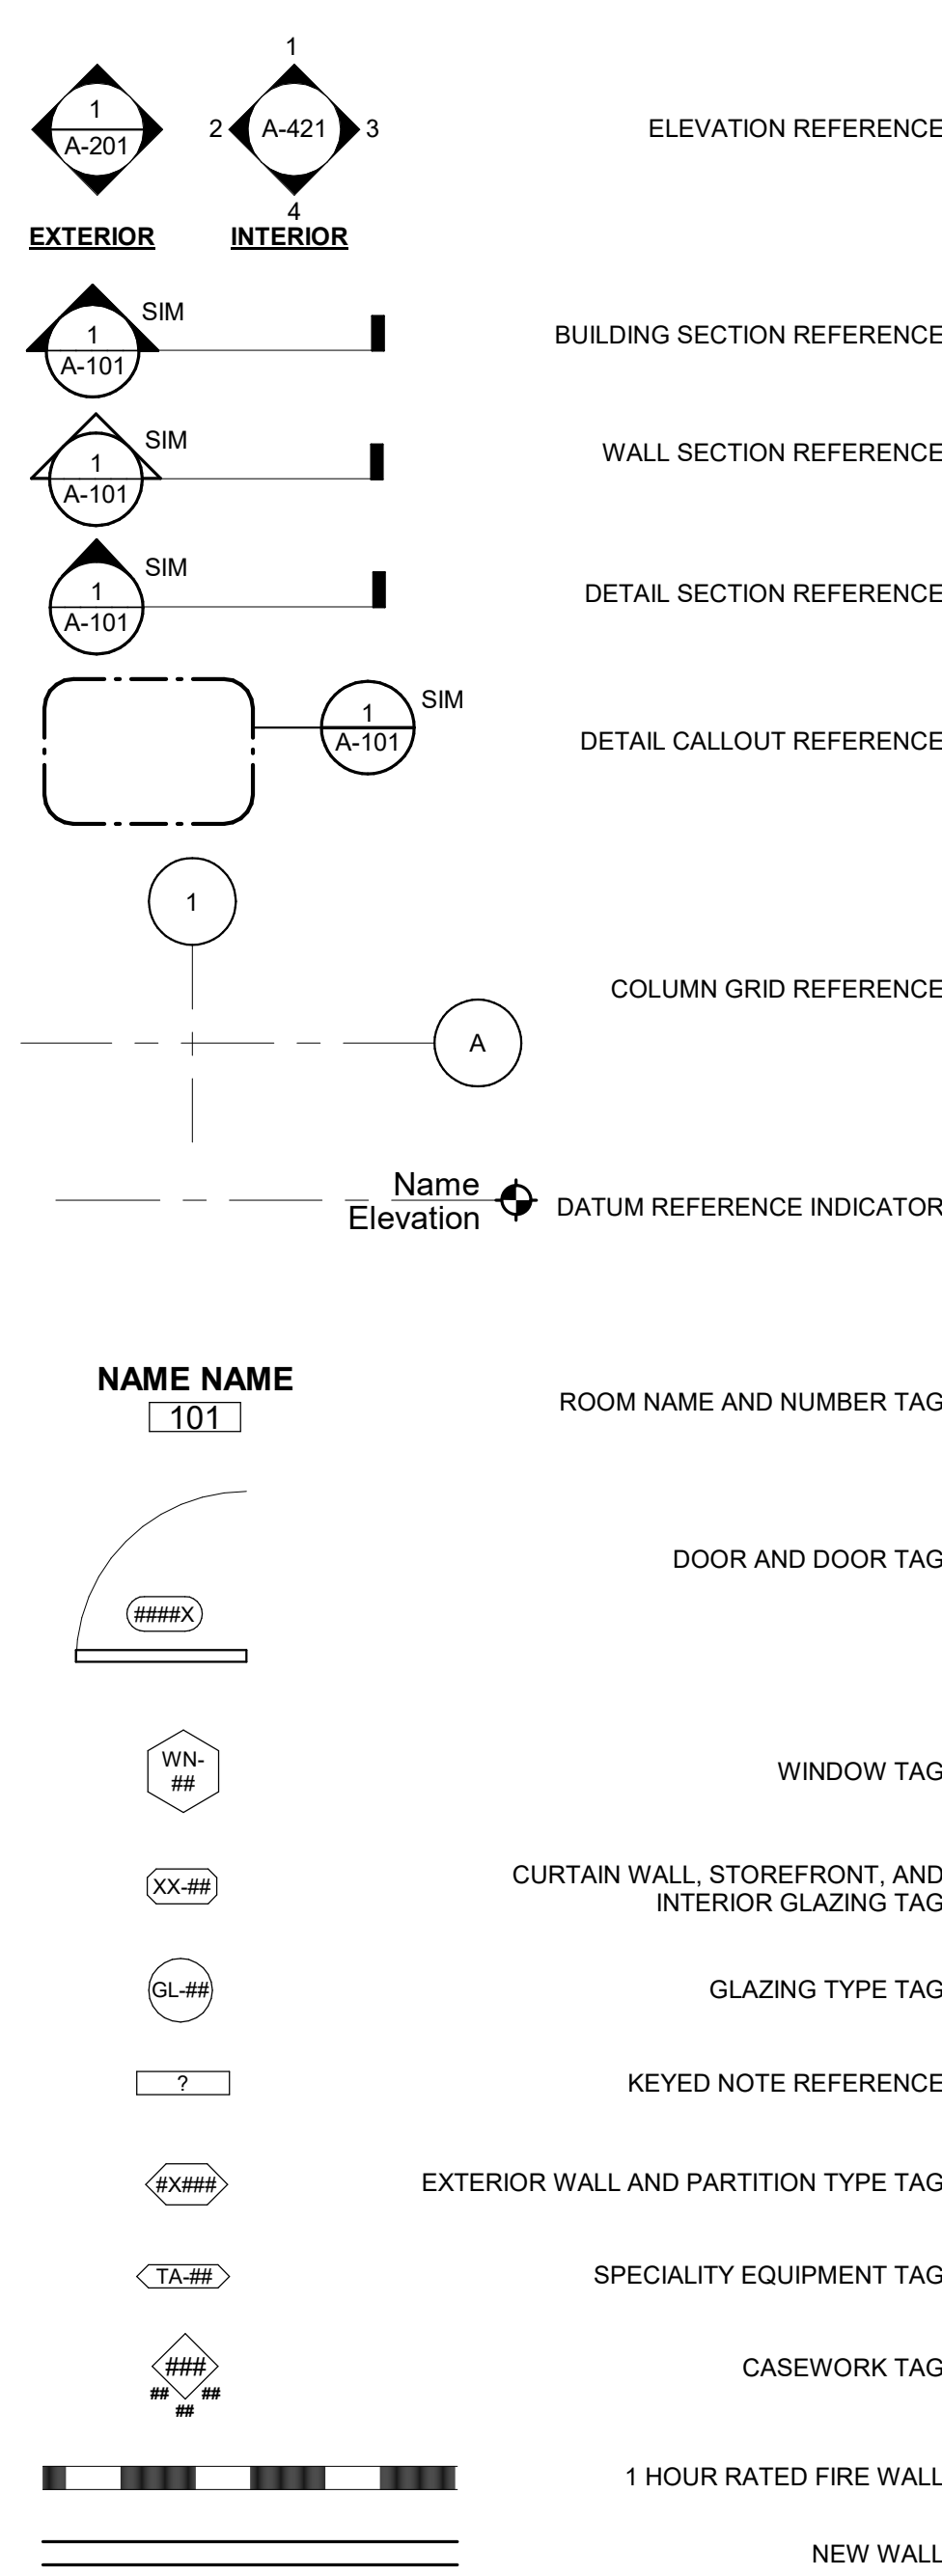 1
1
A-201
2
A-421
3
4
EXTERIOR
INTERIOR
ELEVATION REFERENCE
SIM
1
A-101
BUILDING SECTION REFERENCE
SIM
1
A-101
WALL SECTION REFERENCE
SIM
1
A-101
DETAIL SECTION REFERENCE
SIM
1
A-101
DETAIL CALLOUT REFERENCE
1
A
COLUMN GRID REFERENCE
Name
Elevation
DATUM REFERENCE INDICATOR
NAME NAME
101
ROOM NAME AND NUMBER TAG
####X
DOOR AND DOOR TAG
WN-
##
WINDOW TAG
XX-##
CURTAIN WALL, STOREFRONT, AND
INTERIOR GLAZING TAG
GL-##
GLAZING TYPE TAG
?
KEYED NOTE REFERENCE
#X###
EXTERIOR WALL AND PARTITION TYPE TAG
TA-##
SPECIALITY EQUIPMENT TAG
###
## ##
##
CASEWORK TAG
1 HOUR RATED FIRE WALL
NEW WALL